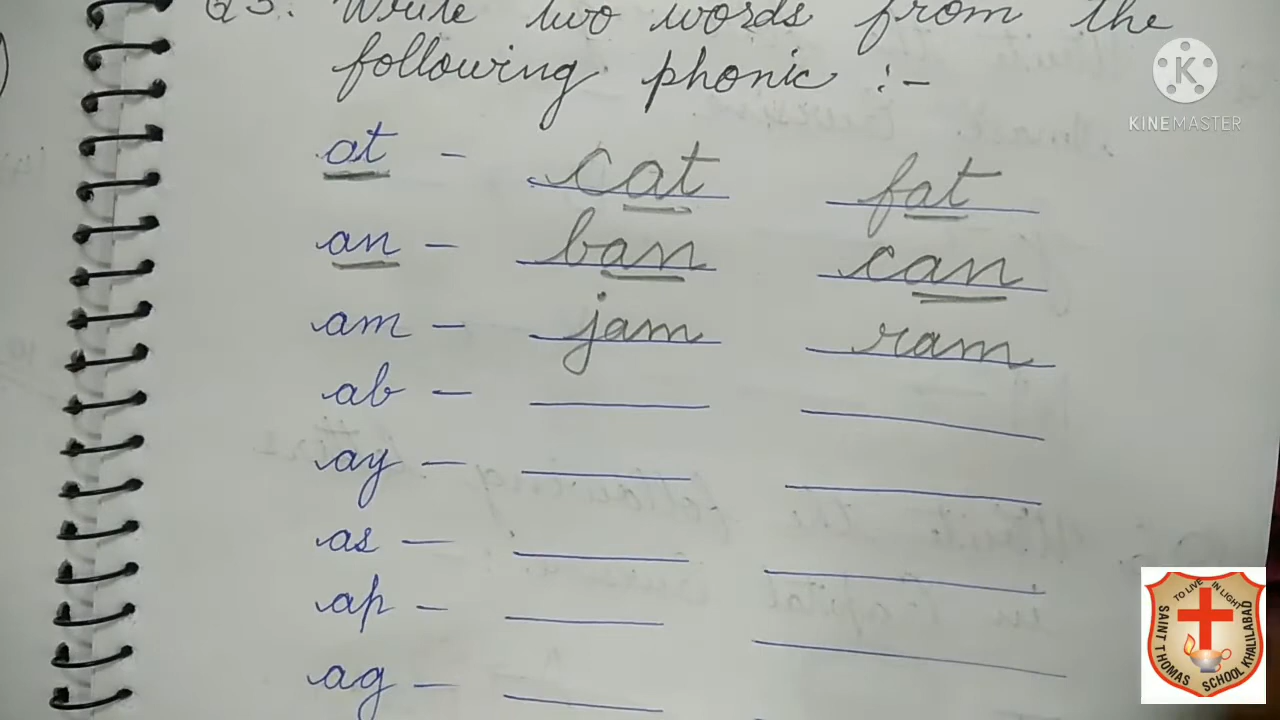 Q3. Write two words from the
following phonic :-
at - cat fat
an - ban can
am - jam ram
ab -
ay -
as -
ap -
ag -
KINEMASTER
TO LIVE IN LIGHT
SAINT THOMAS SCHOOL KHALILABAD